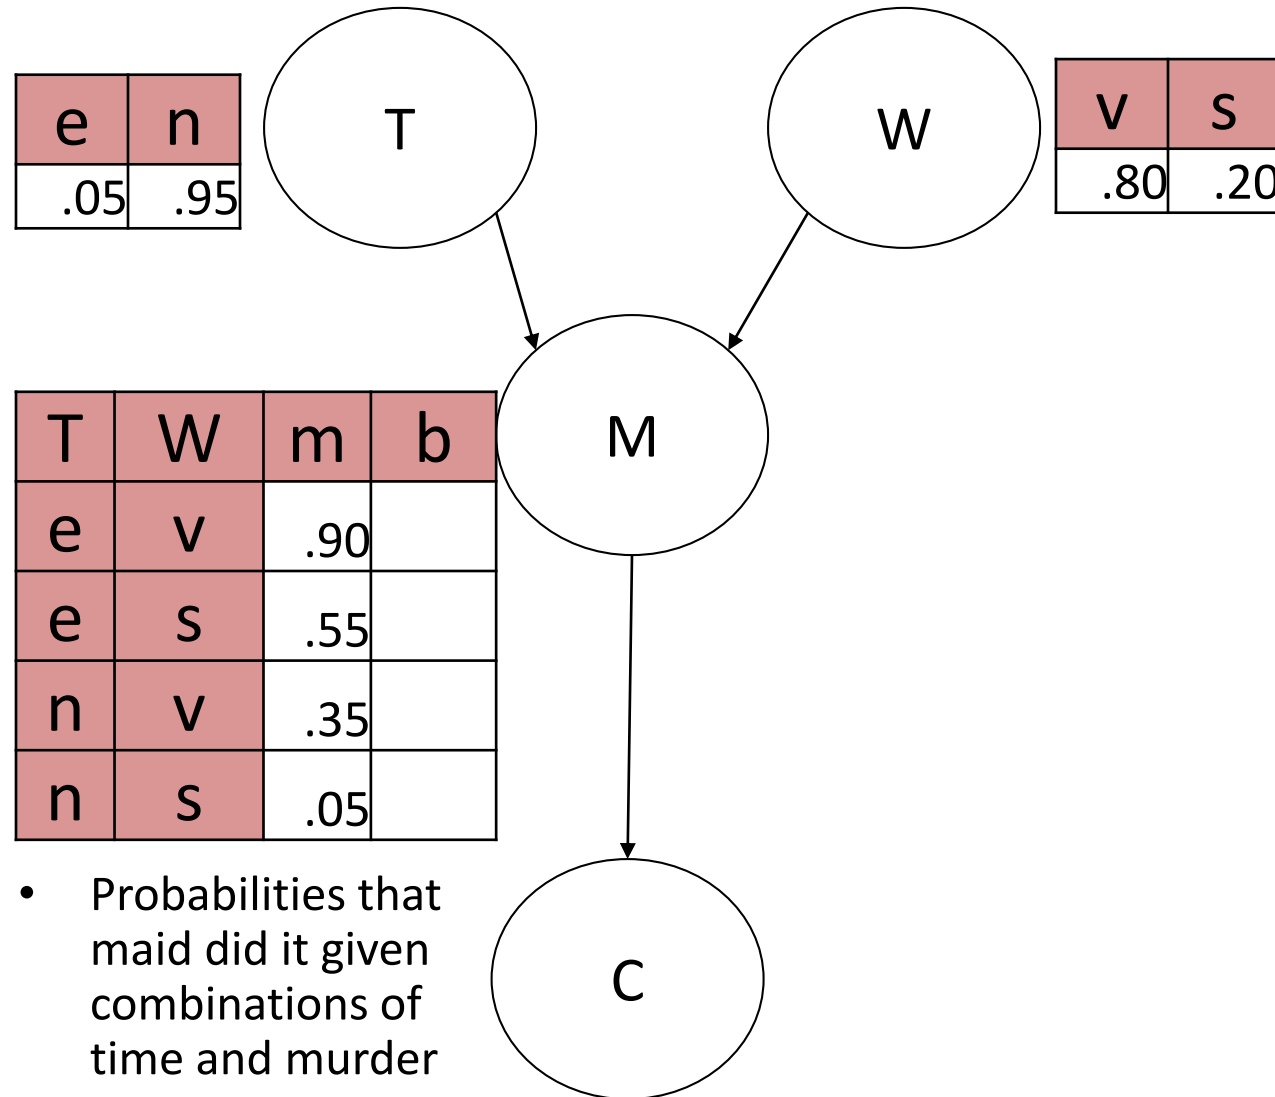 e n
.05 .95
T
W
v s
.80 .20
T W m b
e v .90
e s .55
n v .35
n s .05
M
• Probabilities that
maid did it given
combinations of
time and murder
C